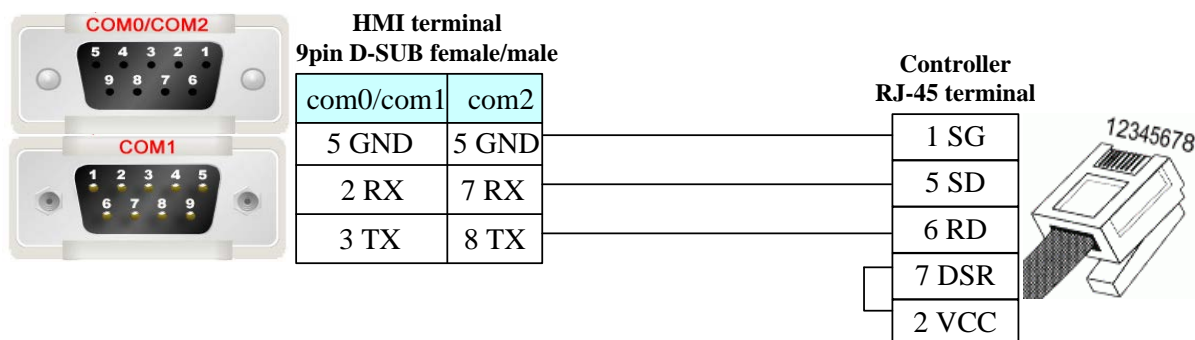 COM0/COM2
5 4 3 2 1
9 8 7 6
COM1
1 2 3 4 5
6 7 8 9
HMI terminal
9pin D-SUB female/male
com0/com1 com2
5 GND 5 GND
2 RX 7 RX
3 TX 8 TX
Controller
RJ-45 terminal
1 SG
5 SD
6 RD
7 DSR
2 VCC
12345678